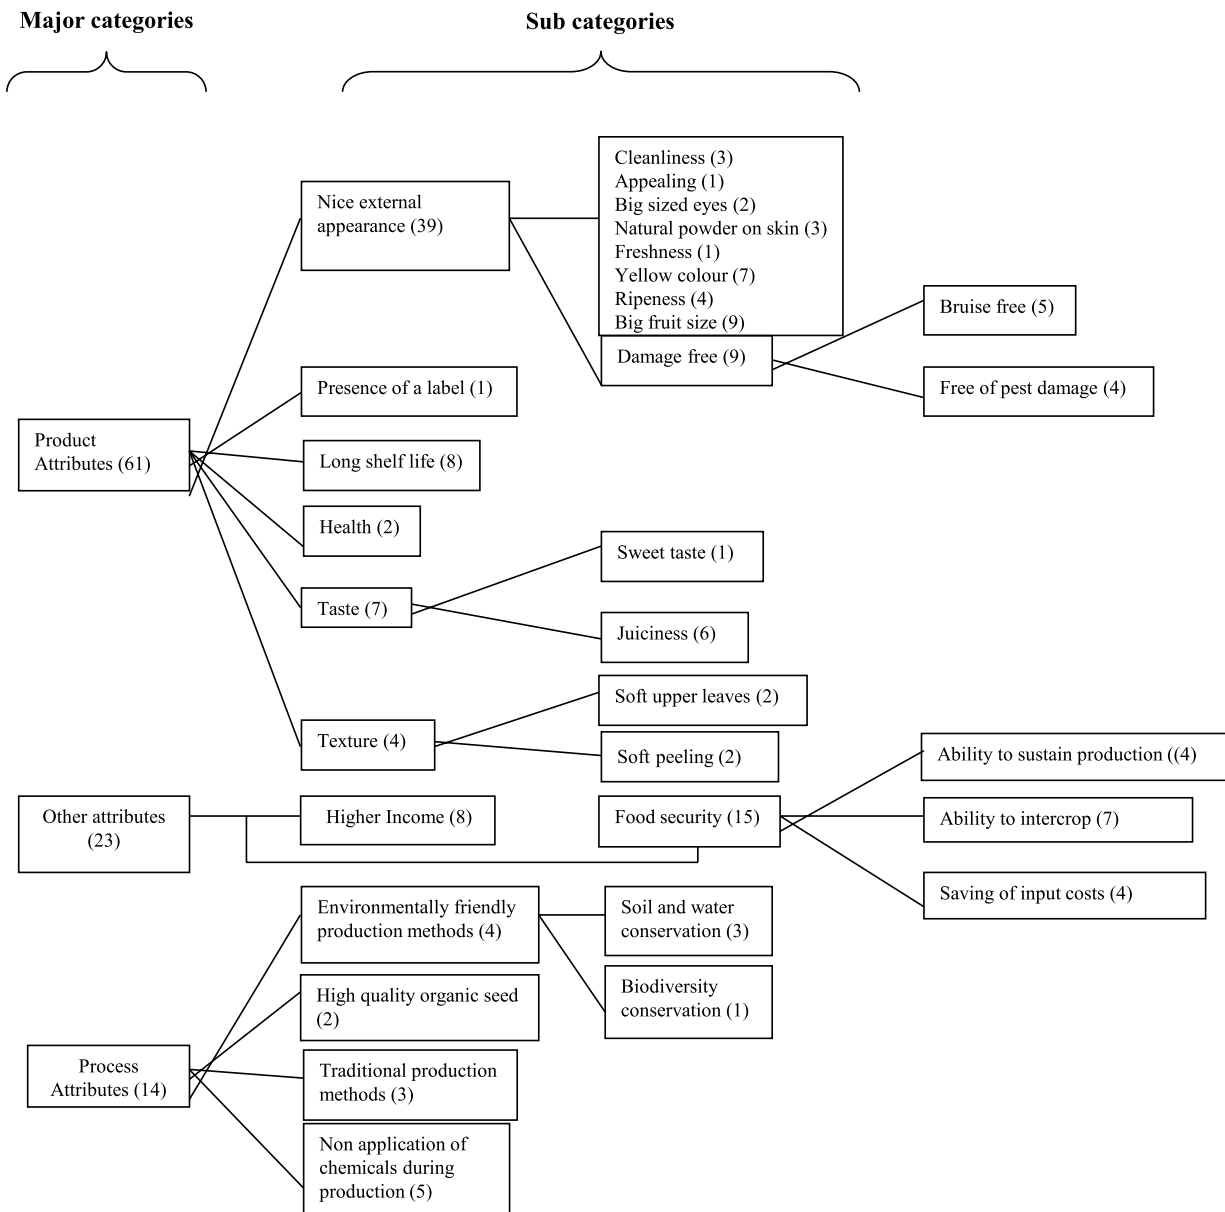 Major categories
Sub categories
Nice external
appearance (39)
Cleanliness (3)
Appealing (1)
Big sized eyes (2)
Natural powder on skin (3)
Freshness (1)
Yellow colour (7)
Ripeness (4)
Big fruit size (9)
Damage free (9)
Bruise free (5)
Free of pest damage (4)
Presence of a label (1)
Product
Attributes (61)
Long shelf life (8)
Health (2)
Taste (7)
Sweet taste (1)
Juiciness (6)
Texture (4)
Soft upper leaves (2)
Soft peeling (2)
Other attributes
(23)
Higher Income (8)
Food security (15)
Ability to sustain production ((4)
Ability to intercrop (7)
Saving of input costs (4)
Environmentally friendly
production methods (4)
Soil and water
conservation (3)
Biodiversity
conservation (1)
High quality organic seed
(2)
Process
Attributes (14)
Traditional production
methods (3)
Non application of
chemicals during
production (5)